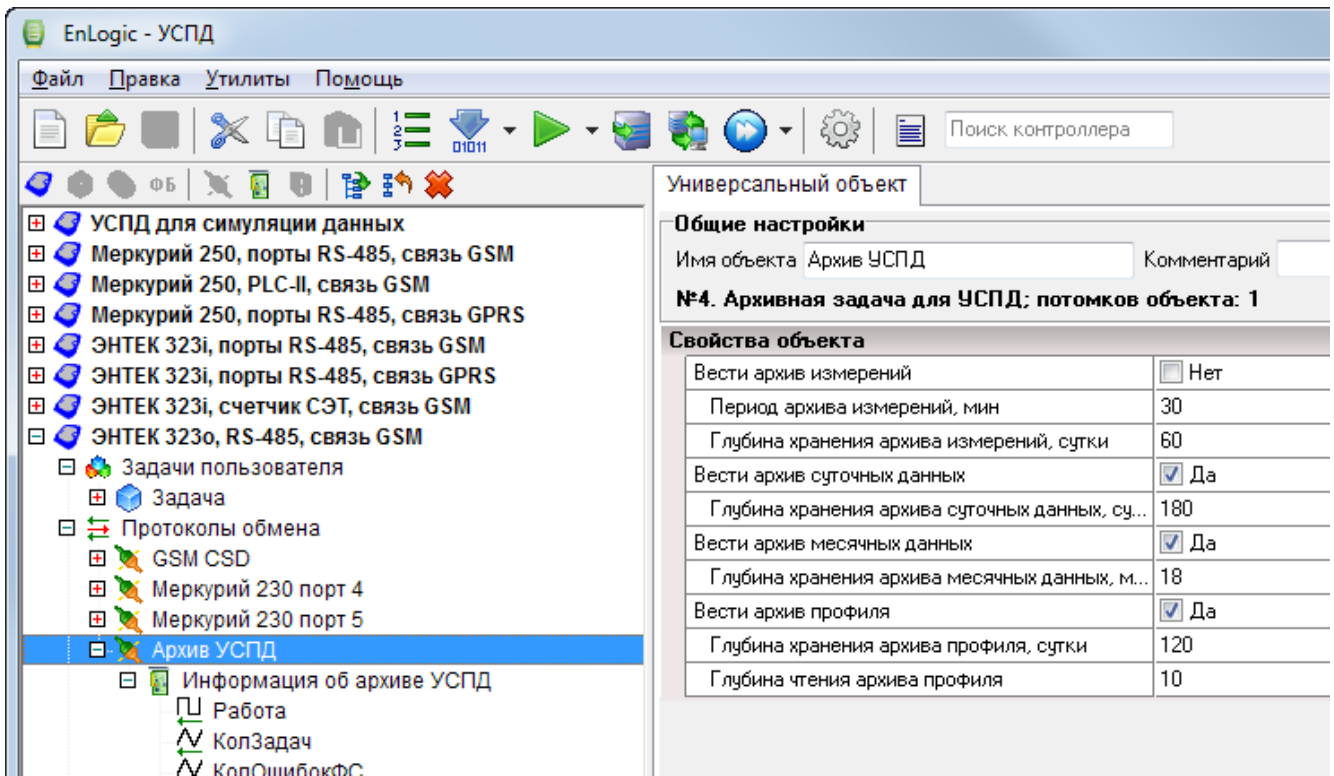 EnLogic - УСПД
Файл Правка Утилиты Помощь
1 2 3
01011
Поиск контроллера
ФБ
УСПД для симуляции данных
Меркурий 250, порты RS-485, связь GSM
Меркурий 250, PLC-II, связь GSM
Меркурий 250, порты RS-485, связь GPRS
ЭНТЕК 323i, порты RS-485, связь GSM
ЭНТЕК 323i, порты RS-485, связь GPRS
ЭНТЕК 323i, счетчик СЭТ, связь GSM
ЭНТЕК 323о, RS-485, связь GSM
Задачи пользователя
Задача
Протоколы обмена
GSM CSD
Меркурий 230 порт 4
Меркурий 230 порт 5
Архив УСПД
Информация об архиве УСПД
Работа
КолЗадач
КолОшибокФС
Универсальный объект
Общие настройки
Имя объекта Архив УСПД Комментарий
№4. Архивная задача для УСПД; потомков объекта: 1
Свойства объекта
Вести архив измерений Нет
Период архива измерений, мин 30
Глубина хранения архива измерений, сутки 60
Вести архив суточных данных Да
Глубина хранения архива суточных данных, су... 180
Вести архив месячных данных Да
Глубина хранения архива месячных данных, м... 18
Вести архив профиля Да
Глубина хранения архива профиля, сутки 120
Глубина чтения архива профиля 10